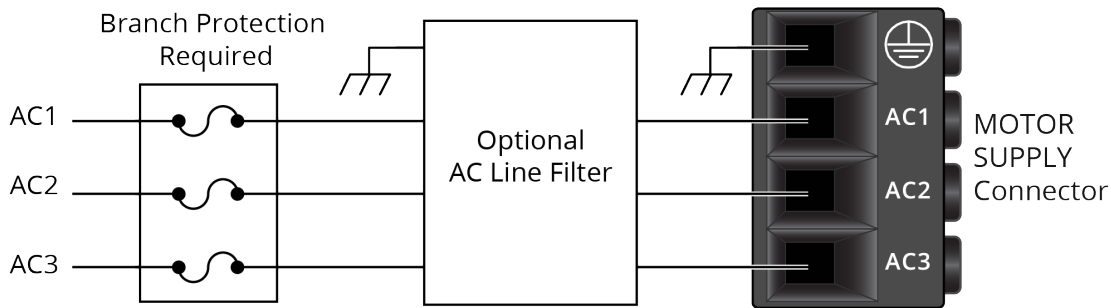 Branch Protection
Required
AC1
AC2
AC3
Optional
AC Line Filter
AC1
AC2
AC3
MOTOR
SUPPLY
Connector